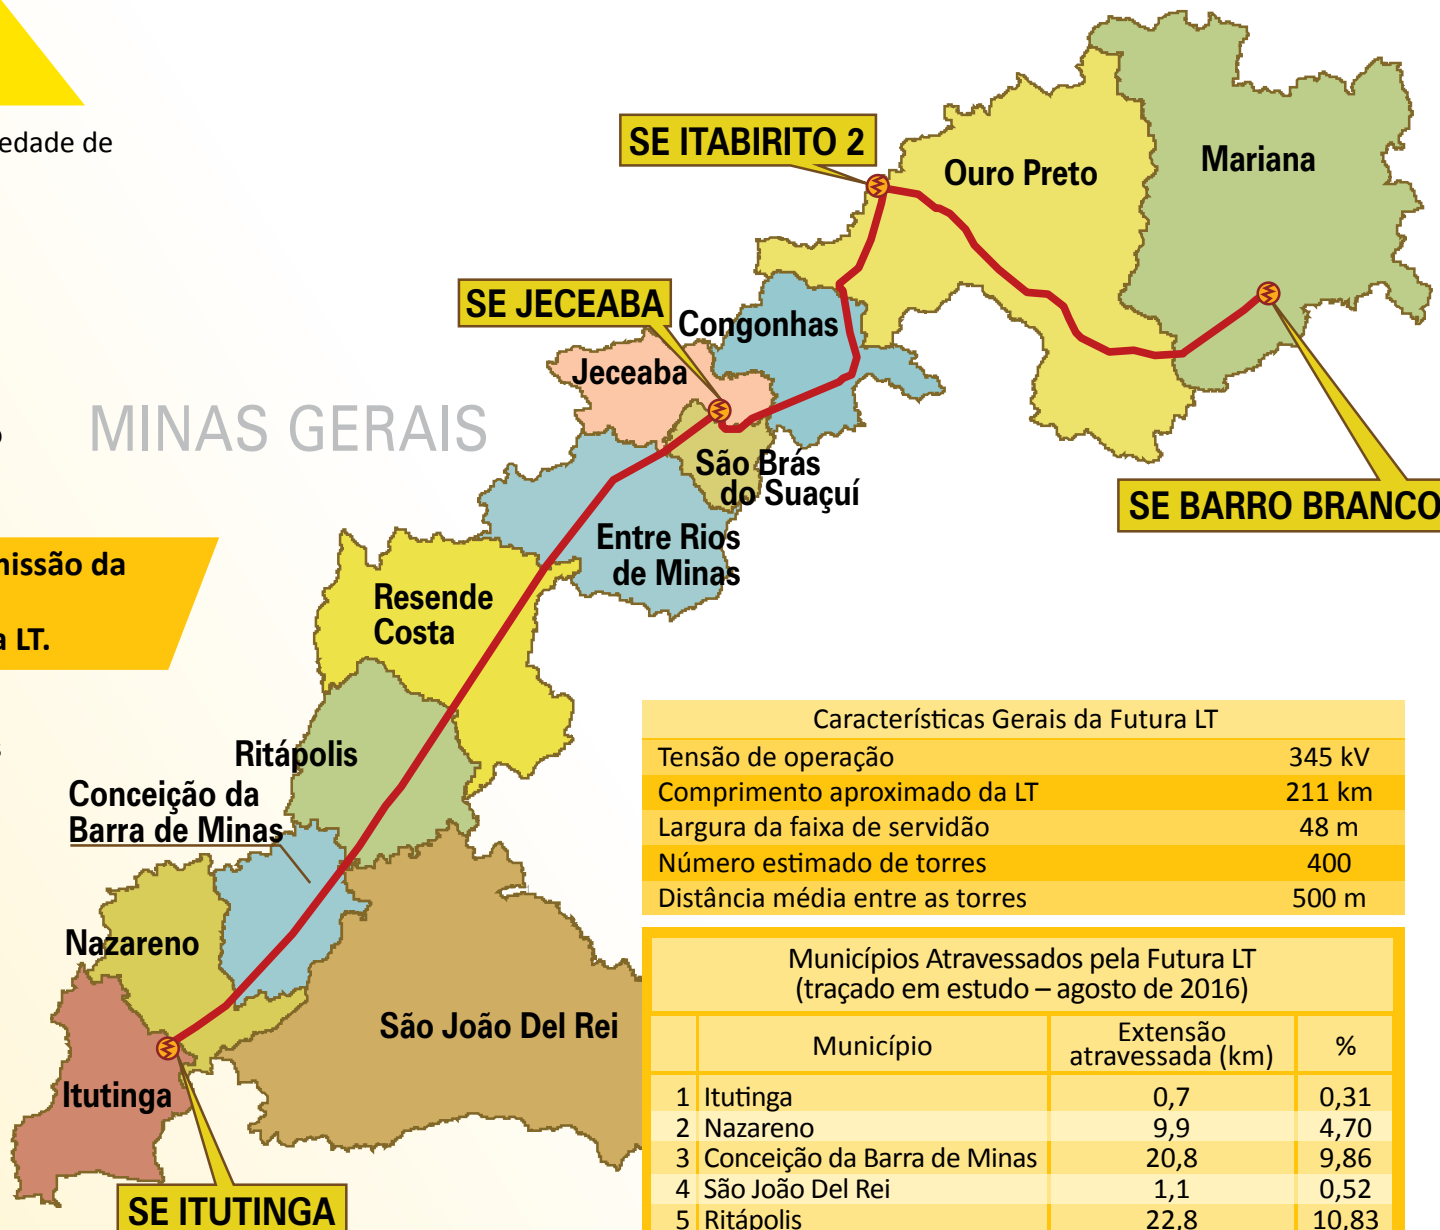 edade de
SE ITABIRITO 2
Ouro Preto
Mariana
SE JECEABA
Congonhas
Jeceaba
MINAS GERAIS
São Brás
do Suaçuí
SE BARRO BRANCO
Entre Rios
de Minas
nissão da
Resende
Costa
a LT.
Ritápolis
Conceição da
Barra de Minas
Nazareno
São João Del Rei
Itutinga
SE ITUTINGA
Características Gerais da Futura LT
Tensão de operação 345 kV
Comprimento aproximado da LT 211 km
Largura da faixa de servidão 48 m
Número estimado de torres 400
Distância média entre as torres 500 m
Municípios Atravessados pela Futura LT
(traçado em estudo – agosto de 2016)
Município Extensão atravessada (km) %
1 Itutinga 0,7 0,31
2 Nazareno 9,9 4,70
3 Conceição da Barra de Minas 20,8 9,86
4 São João Del Rei 1,1 0,52
5 Ritápolis 22,8 10,83